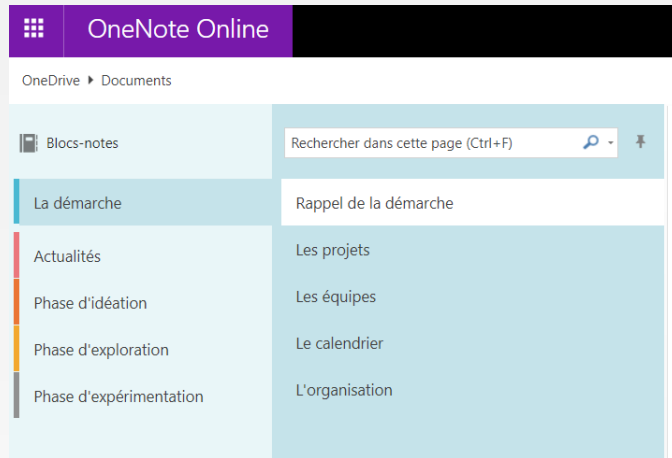 OneNote Online
OneDrive ▸ Documents
Blocs-notes
Rechercher dans cette page (Ctrl+F)
La démarche
Actualités
Phase d'idéation
Phase d'exploration
Phase d'expérimentation
Rappel de la démarche
Les projets
Les équipes
Le calendrier
L'organisation